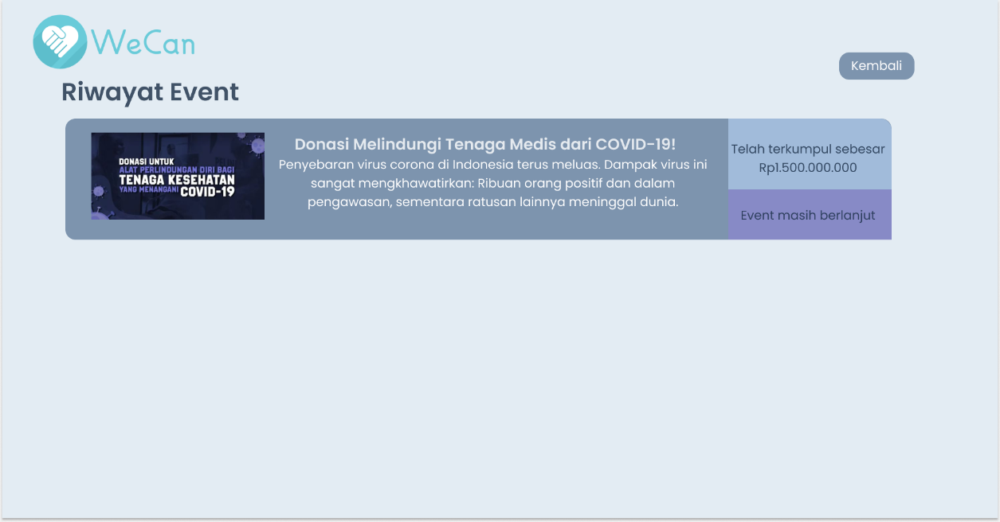 WeCan
Kembali
Riwayat Event
DONASI UNTUK
ALAT PERLINDUNGAN DIRI BAGI
TENAGA KESEHATAN
YANG MENANGANI COVID-19
Donasi Melindungi Tenaga Medis dari COVID-19!
Penyebaran virus corona di Indonesia terus meluas. Dampak virus ini
sangat mengkhawatirkan: Ribuan orang positif dan dalam
pengawasan, sementara ratusan lainnya meninggal dunia.
Telah terkumpul sebesar
Rp1.500.000.000
Event masih berlanjut